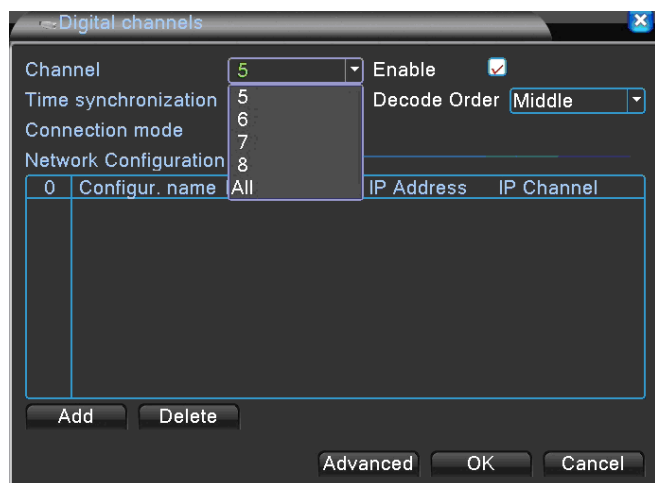 Digital channels
Channel 5 Enable
Time synchronization 5 Decode Order Middle
6
Connection mode
7
Network Configuration 8
0 Configur. name All IP Address IP Channel
Add Delete
Advanced OK Cancel